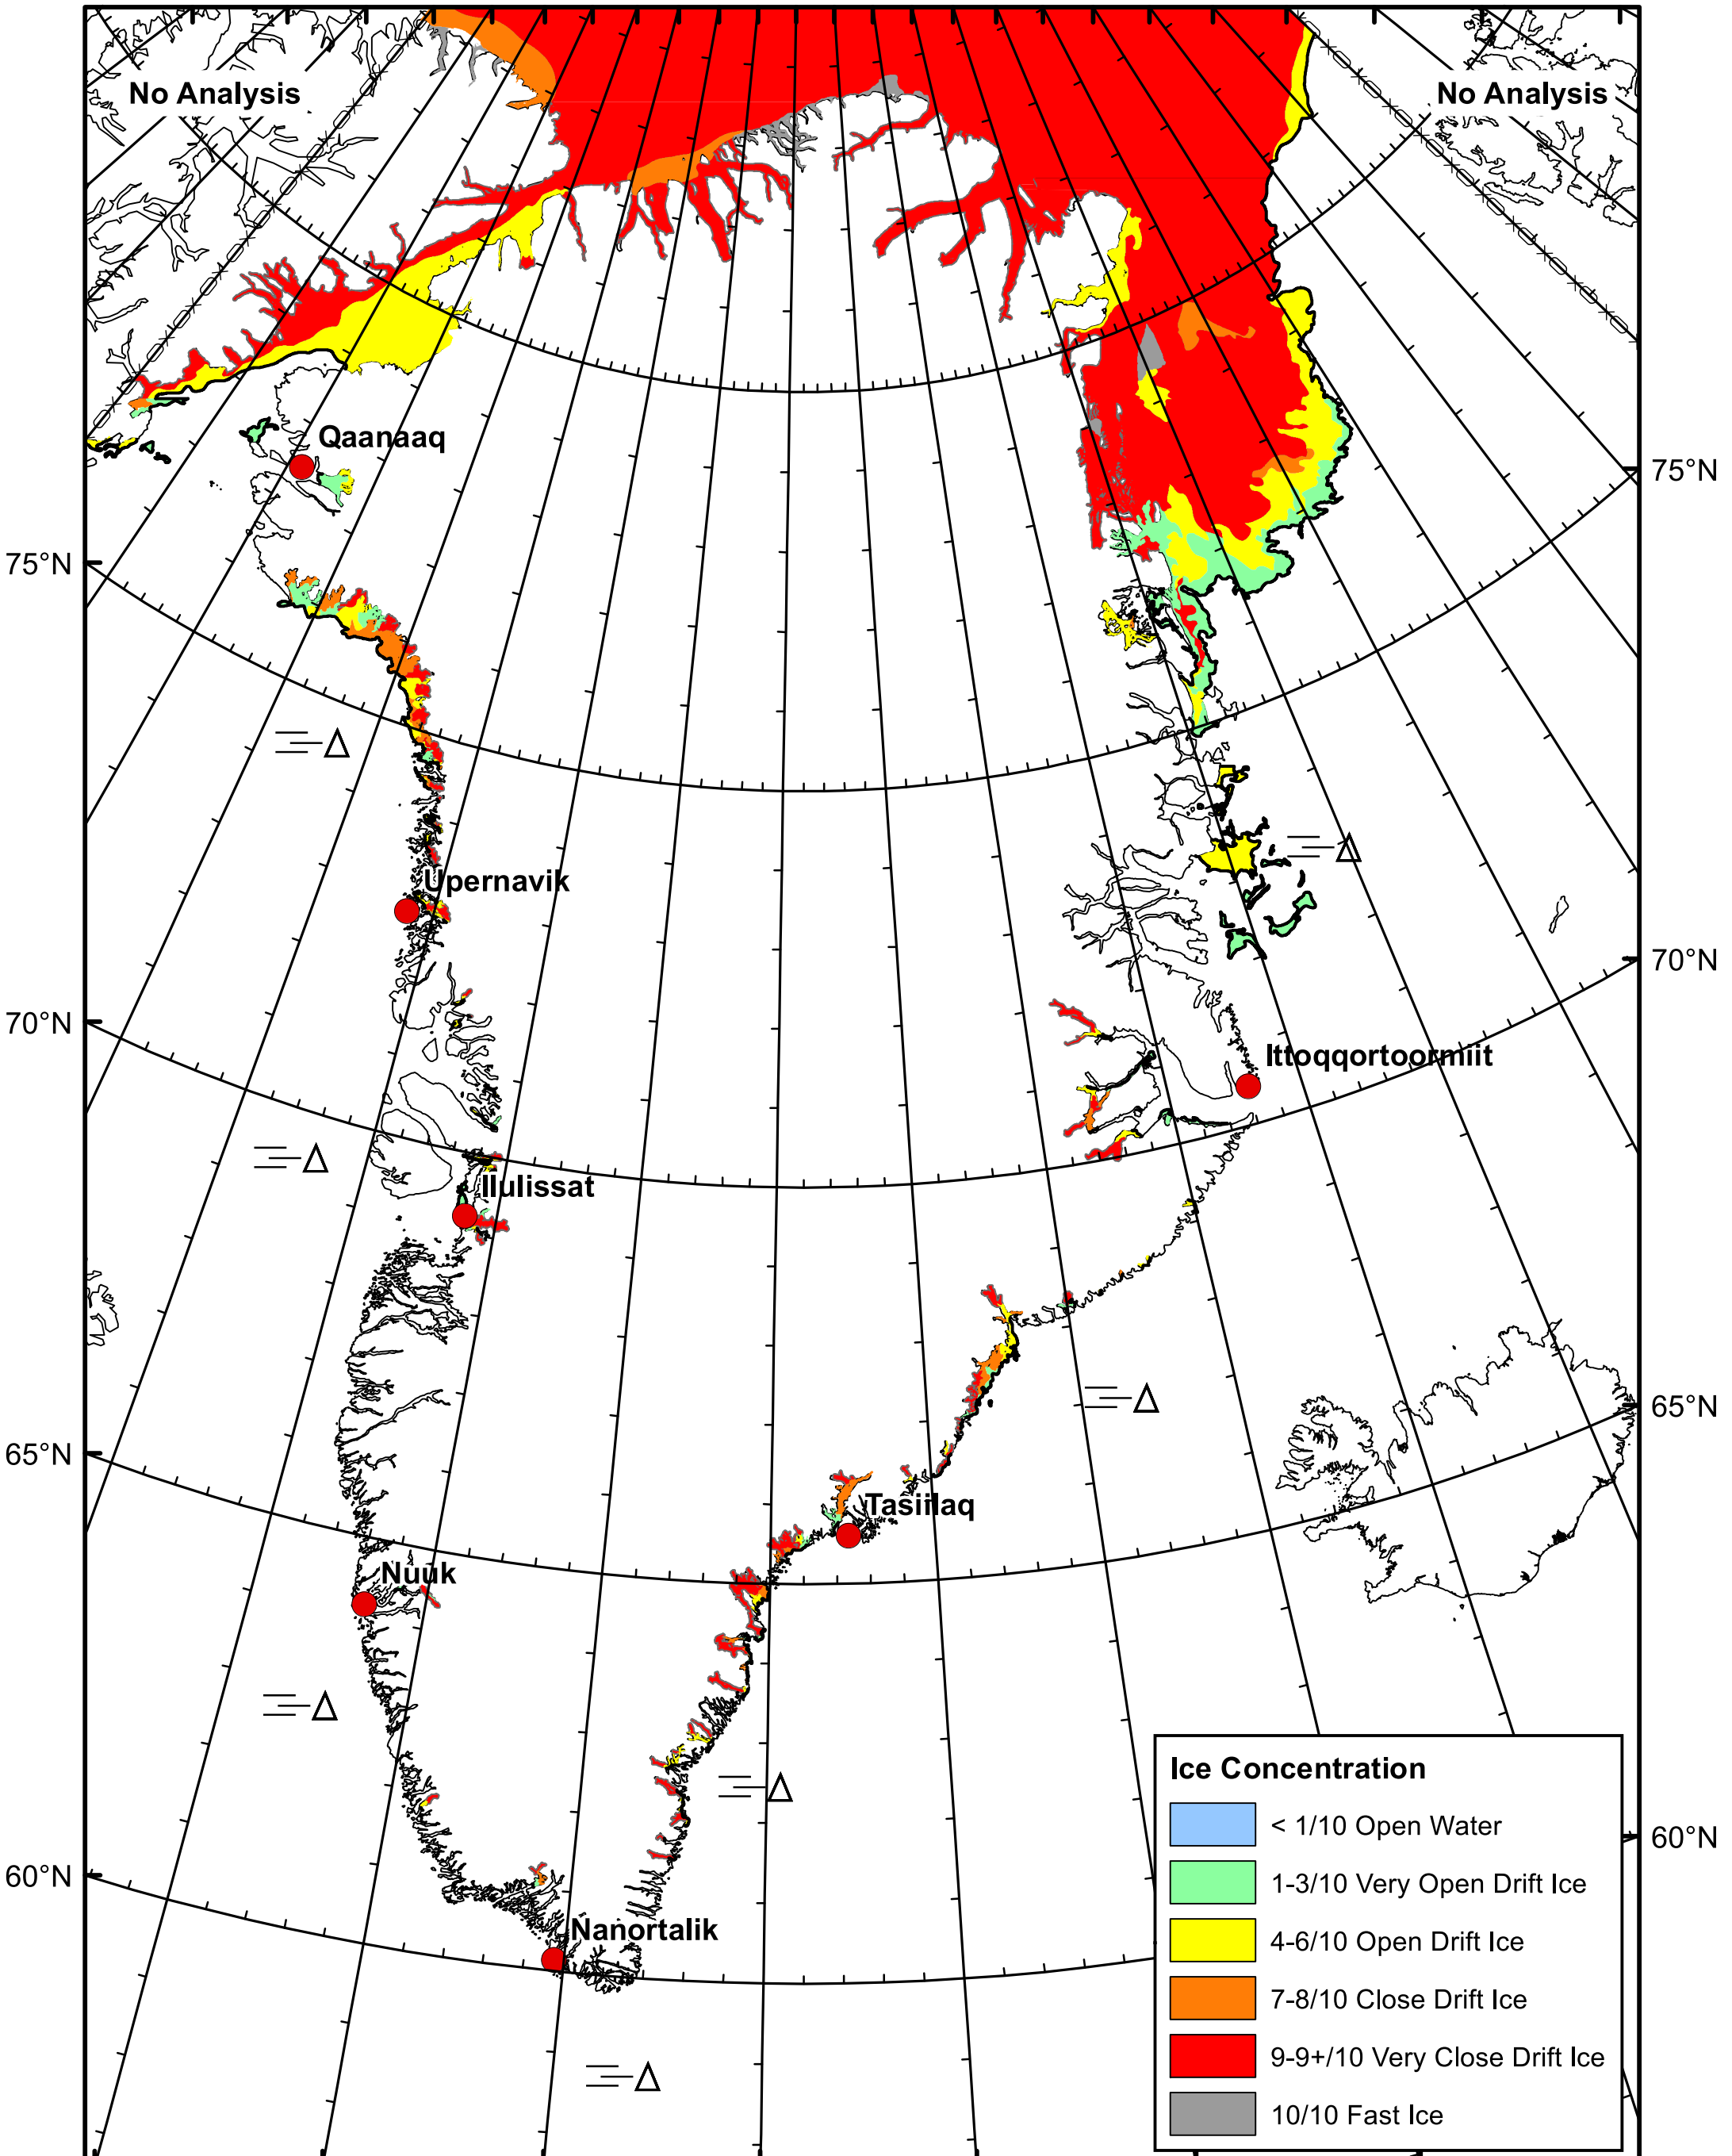 No Analysis
No Analysis
Qaanaaq
75°N
75°N
Upernavik
70°N
70°N
Ittoqqortoormiit
Ilulissat
65°N
65°N
Tasiilaq
Nuuk
60°N
60°N
Nanortalik
Ice Concentration
< 1/10 Open Water
1-3/10 Very Open Drift Ice
4-6/10 Open Drift Ice
7-8/10 Close Drift Ice
9-9+/10 Very Close Drift Ice
10/10 Fast Ice